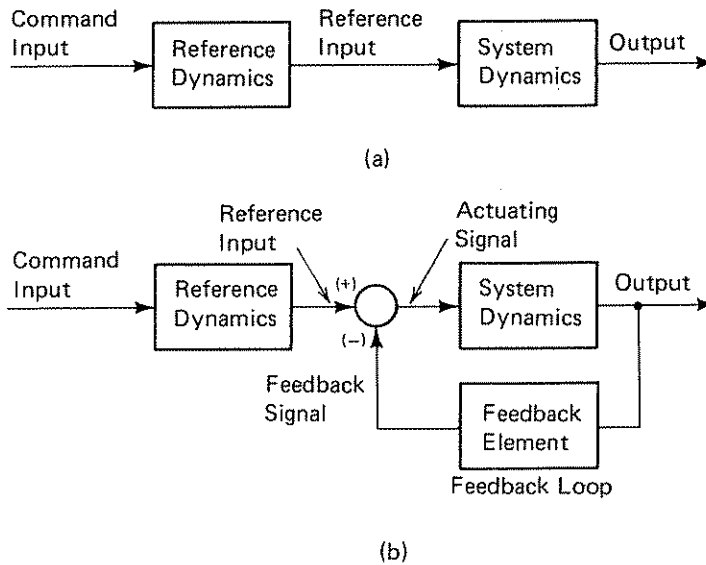 Command
Input
Reference
Dynamics
Reference
Input
System
Dynamics
Output
(a)
Command
Input
Reference
Dynamics
Reference
Input
(+)
(−)
Actuating
Signal
System
Dynamics
Output
Feedback
Signal
Feedback
Element
Feedback Loop
(b)